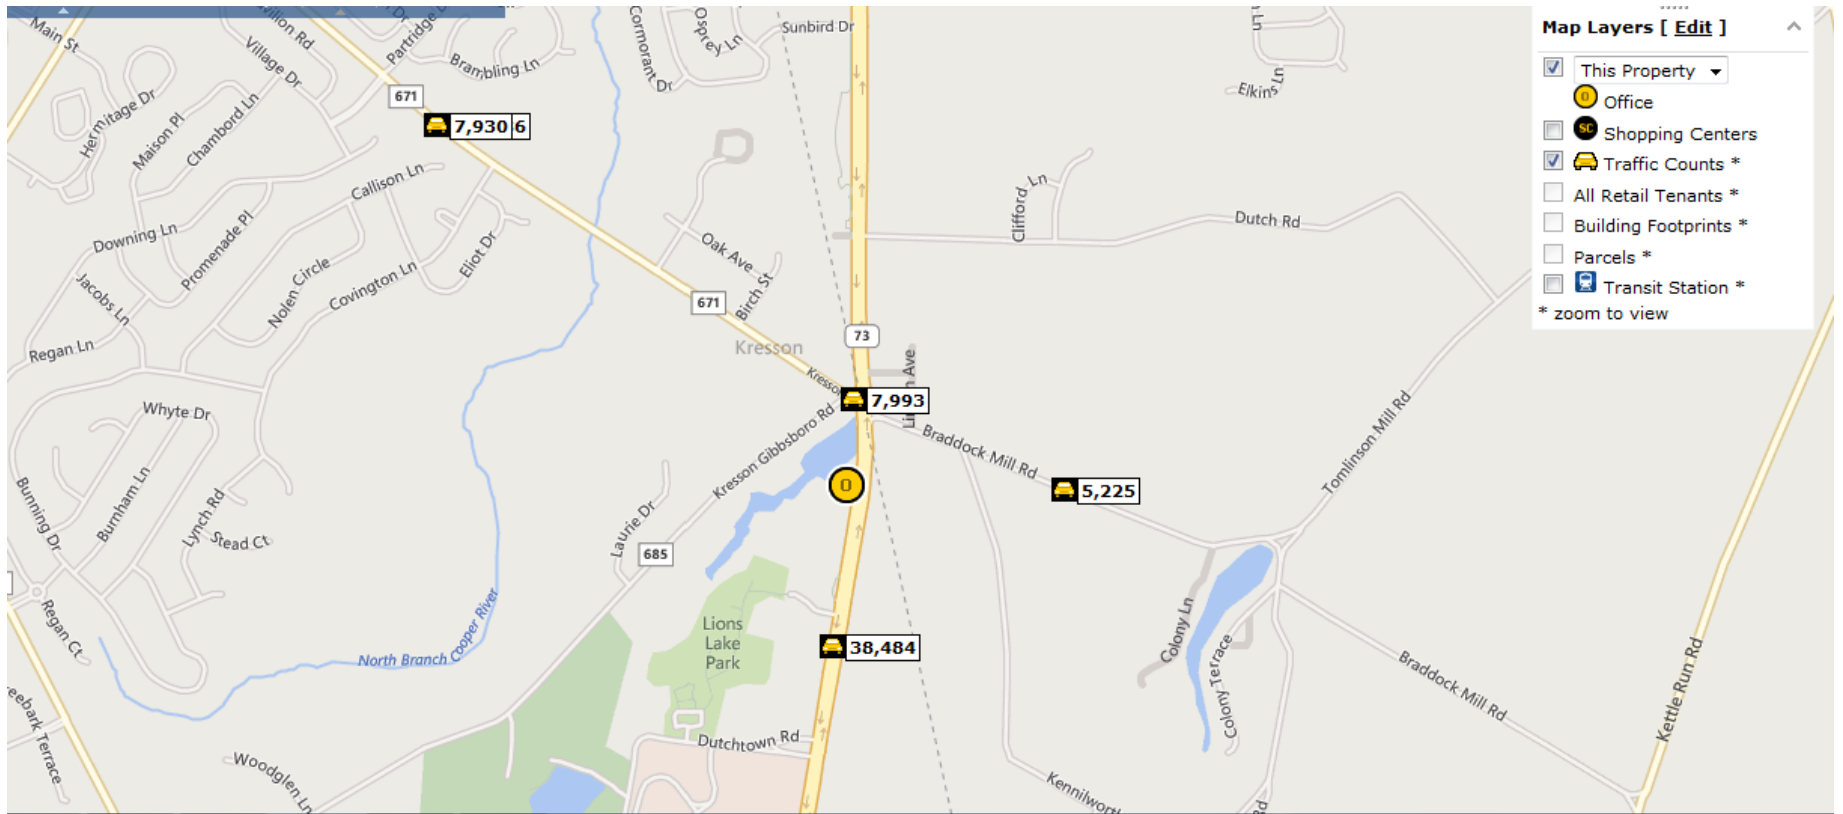 Main St
Village Dr
Partridge
Brambling Ln
Cormorant Dr
Osprey Ln
Sunbird Dr
Ln
Elkins Ln
Map Layers [ Edit ]
This Property
O Office
SC Shopping Centers
Traffic Counts *
All Retail Tenants *
Building Footprints *
Parcels *
Transit Station *
* zoom to view
671
7,930 6
Hermitage Dr
Maison Pl
Chambord Ln
Callison Ln
Downing Ln
Promenade Pl
Nolen Circle
Covington Ln
Eliot Dr
Jacobs Ln
Regan Ln
Oak Ave
Birch St
Clifford Ln
Dutch Rd
671
73
Kresson
7,993
Ave
Whyte Dr
Kresson Gibbsboro Rd
Braddock Mill Rd
Tomlinson Mill Rd
5,225
O
Bunning Dr
Burnham Ln
Lynch Rd
Stead Ct
Laurie Dr
685
Regan Ct
North Branch Cooper River
Lions
Lake
Park
38,484
Colony Ln
Colony Terrace
Braddock Mill Rd
Kettle Run Rd
Terrace
Woodglen Ln
Dutchtown Rd
Rd